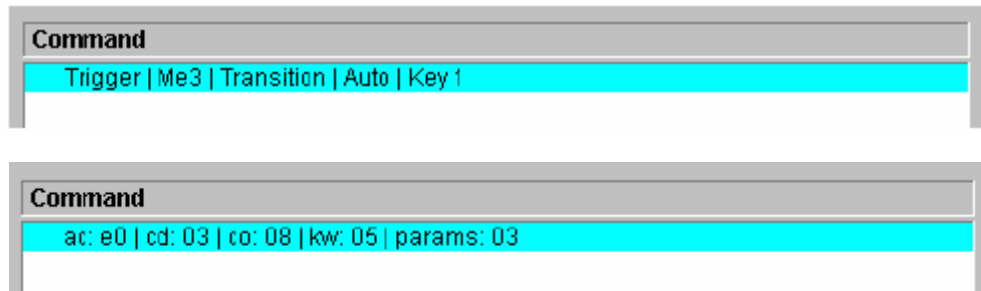 Command
Trigger | Me3 | Transition | Auto | Key 1
Command
ac: e0 | cd: 03 | co: 08 | kw: 05 | params: 03